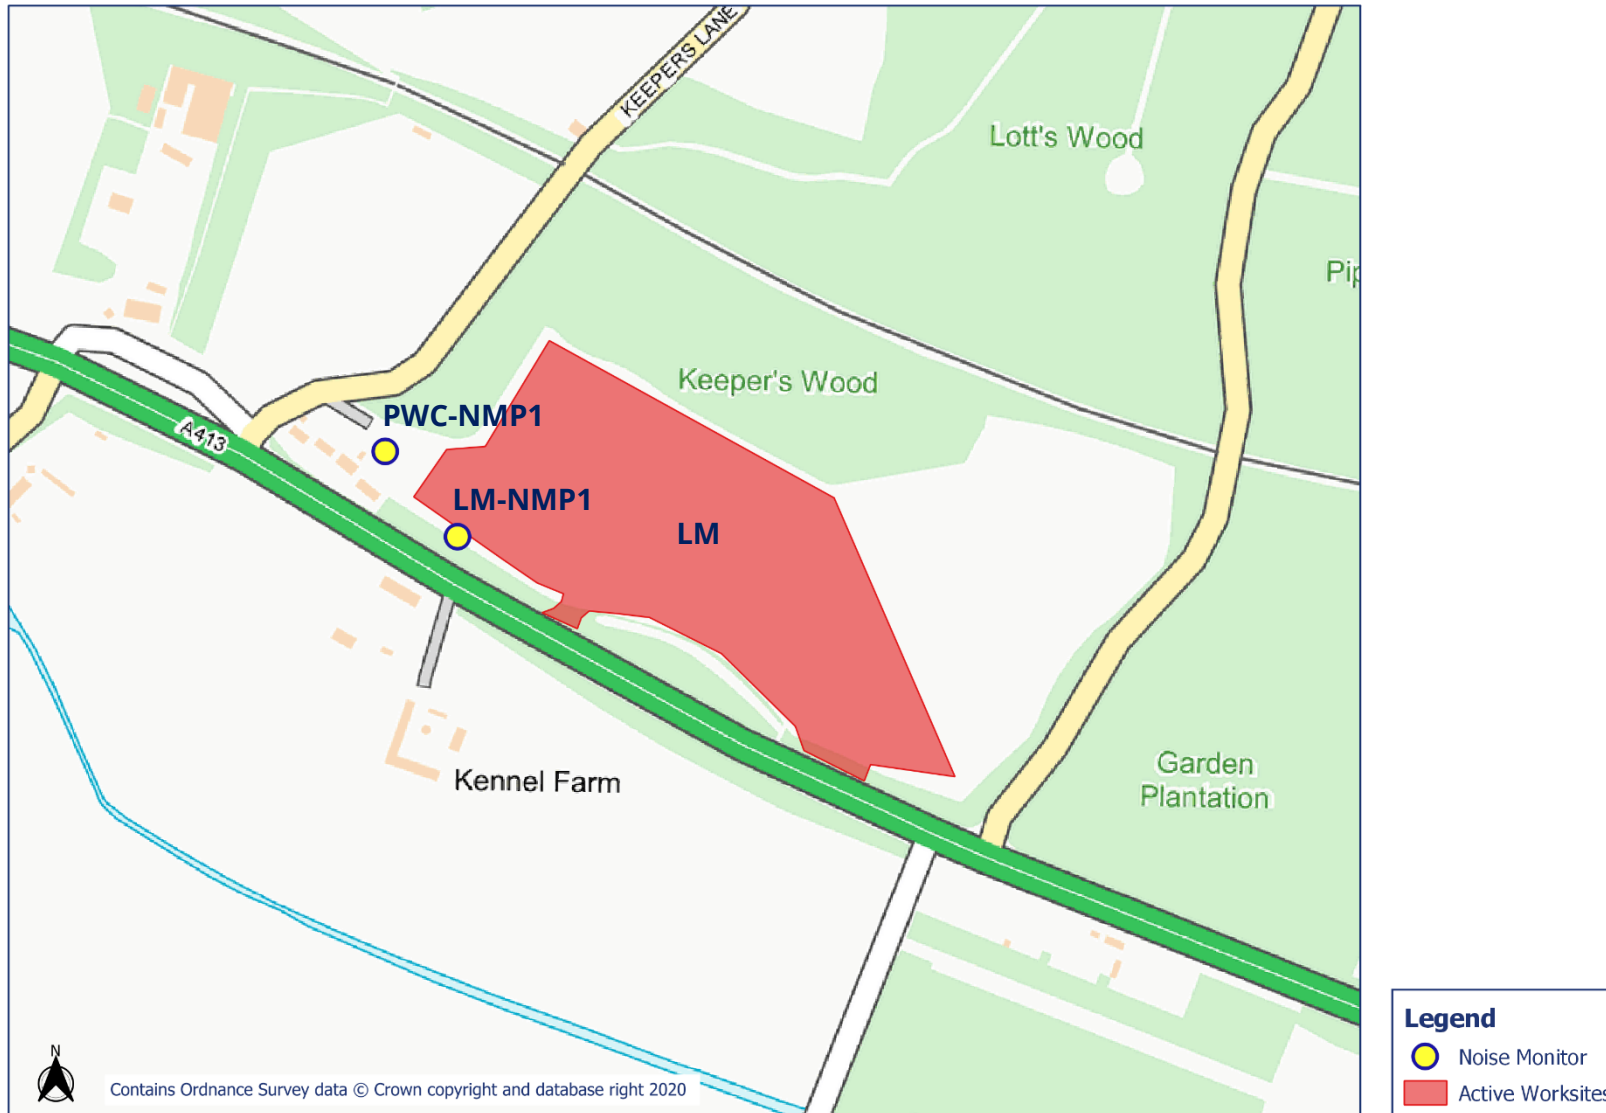 KEEPERS LANE
Lott's Wood
Pip
Keeper's Wood
PWC-NMP1
A413
LM-NMP1
LM
Garden
Plantation
Kennel Farm
Legend
Noise Monitor
N
Contains Ordnance Survey data © Crown copyright and database right 2020
Active Worksites